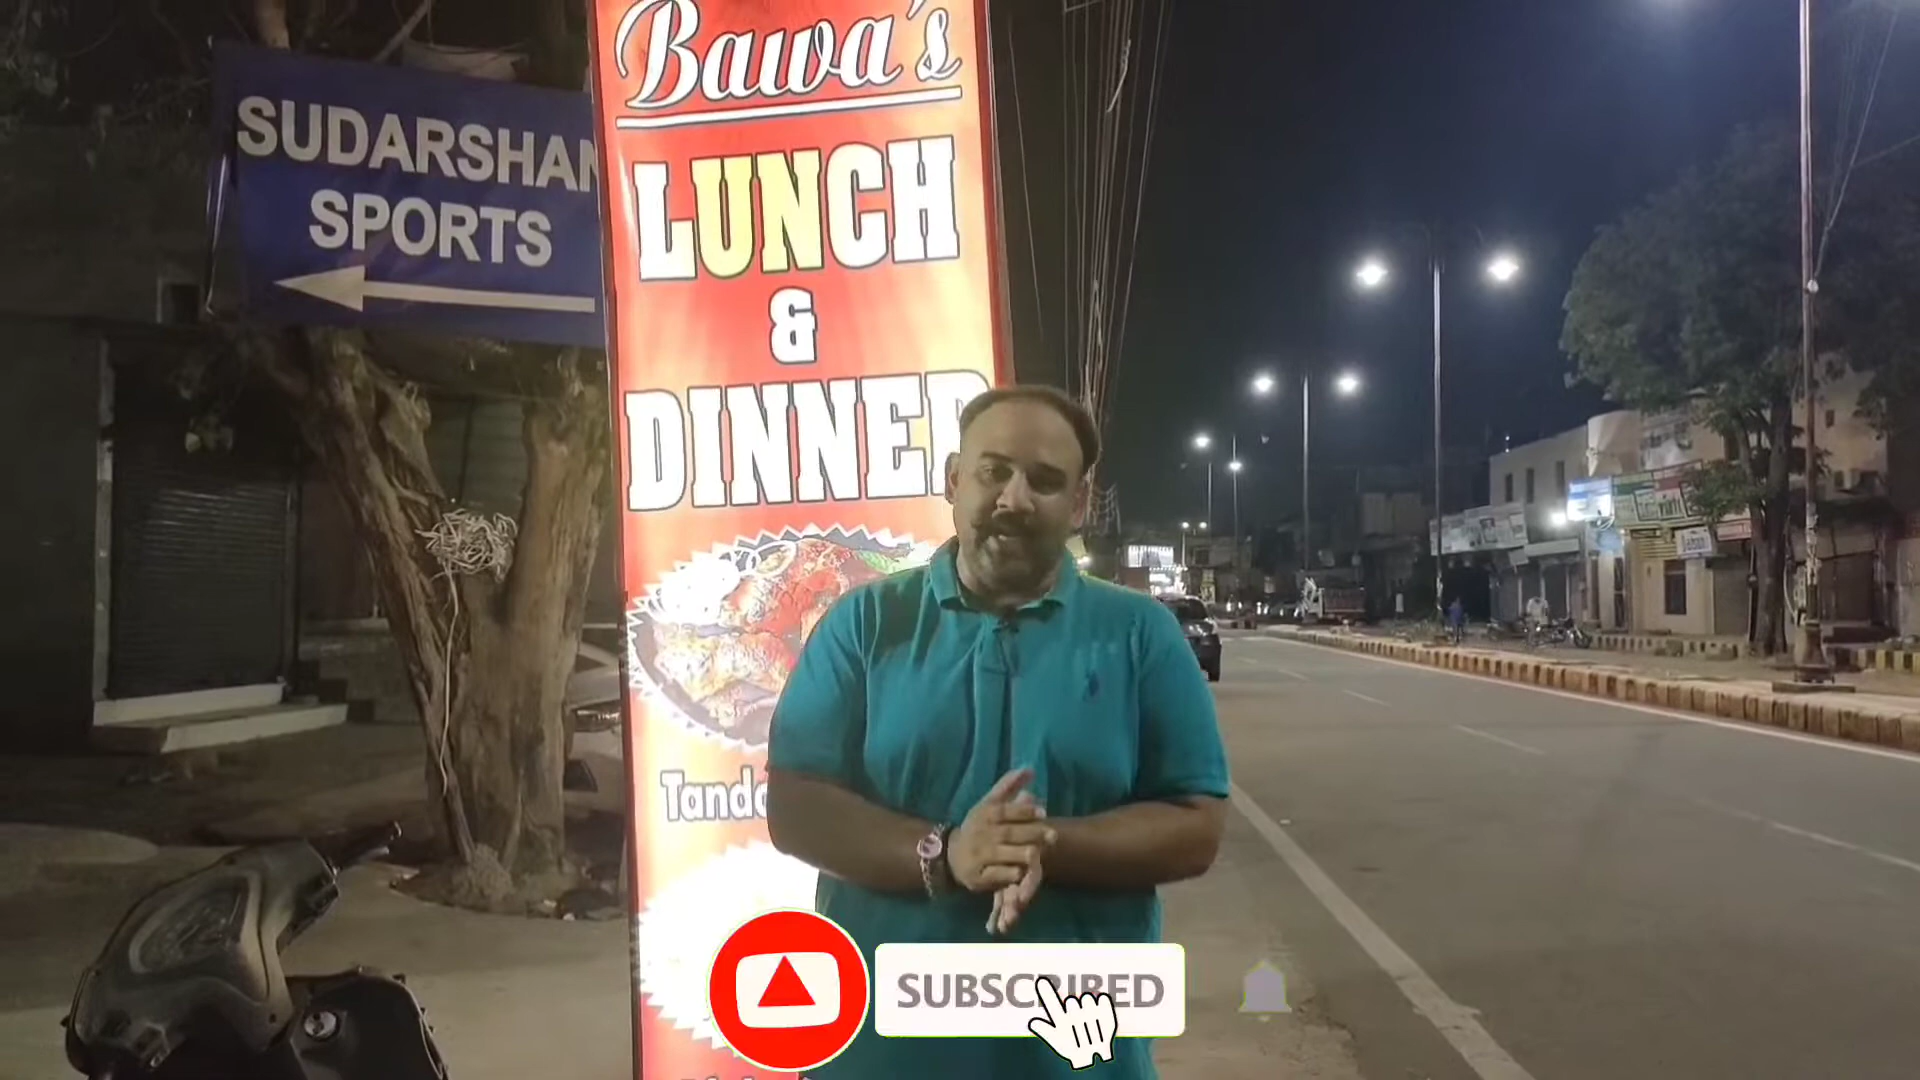 SUDARSHAN
SPORTS
Bawa's
LUNCH
&
DINNER
SUBSCRIBED